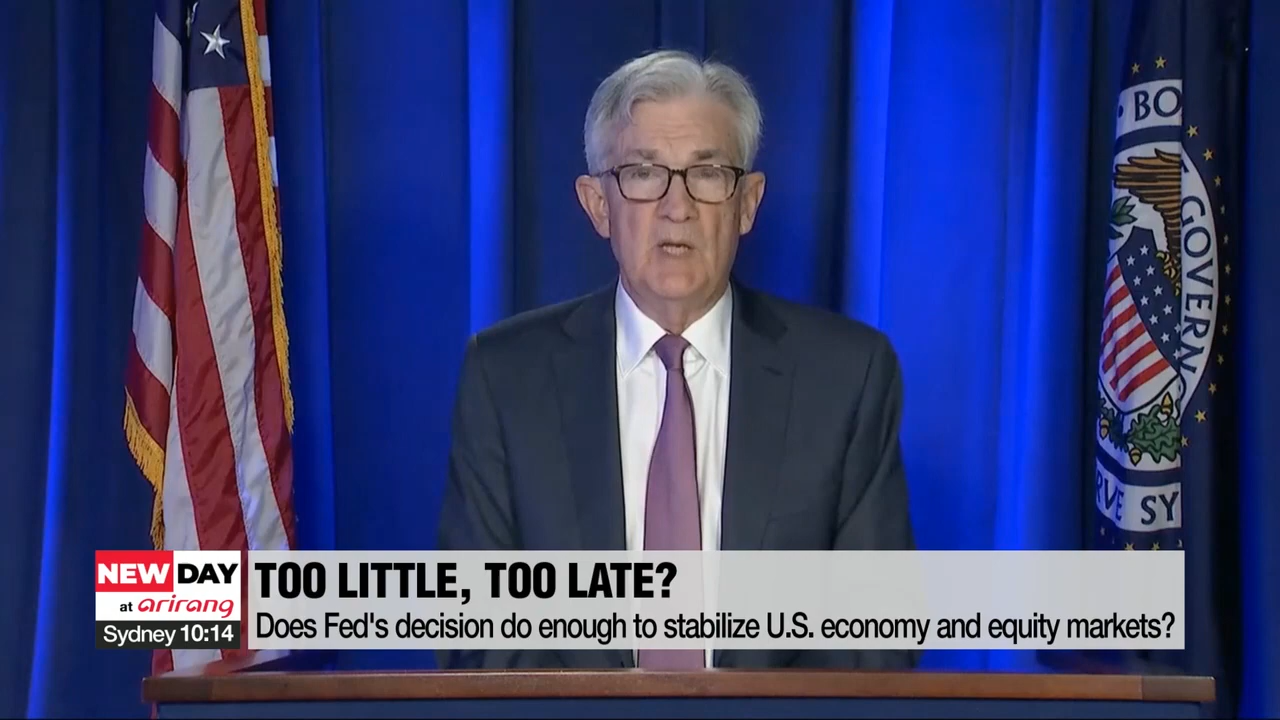 BO
GOVERN
RVE SY
NEW DAY
at arirang
Sydney 10:14
TOO LITTLE, TOO LATE?
Does Fed's decision do enough to stabilize U.S. economy and equity markets?